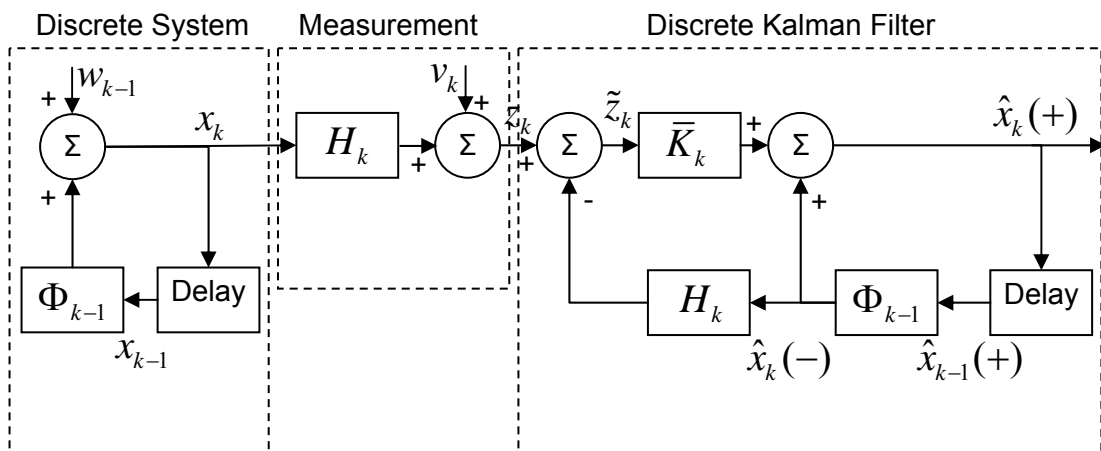 Discrete System Measurement Discrete Kalman Filter
w_{k-1} v_k
+ + 
Σ x_k H_k + Σ z_k + Σ z̃_k K̄_k + Σ x̂_k(+)
+ - +
Φ_{k-1} Delay H_k Φ_{k-1} Delay
x_{k-1} x̂_k(−) x̂_{k-1}(+)